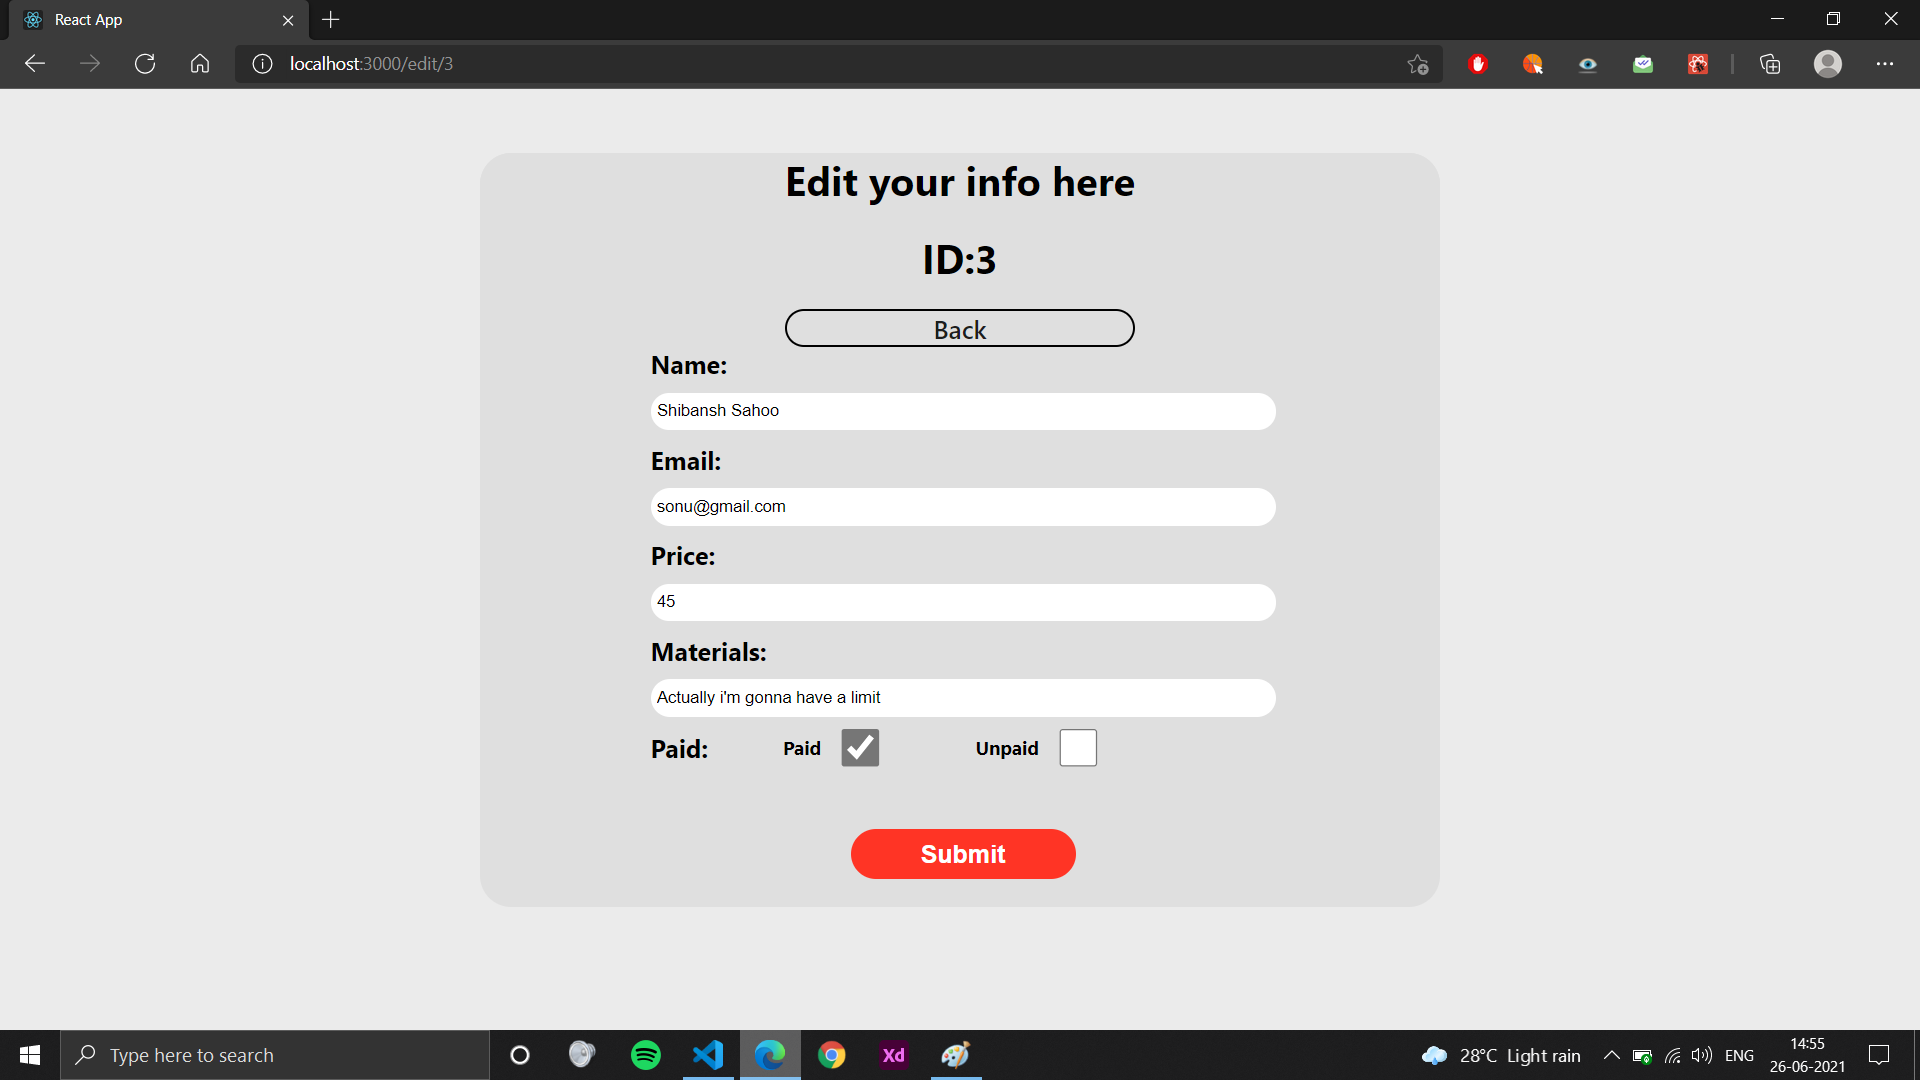 React App
localhost:3000/edit/3
Edit your info here
ID:3
Back
Name:
Shibansh Sahoo
Email:
sonu@gmail.com
Price:
45
Materials:
Actually i'm gonna have a limit
Paid: Paid Unpaid
Submit
Type here to search
Xd
28°C Light rain
ENG
14:55
26-06-2021